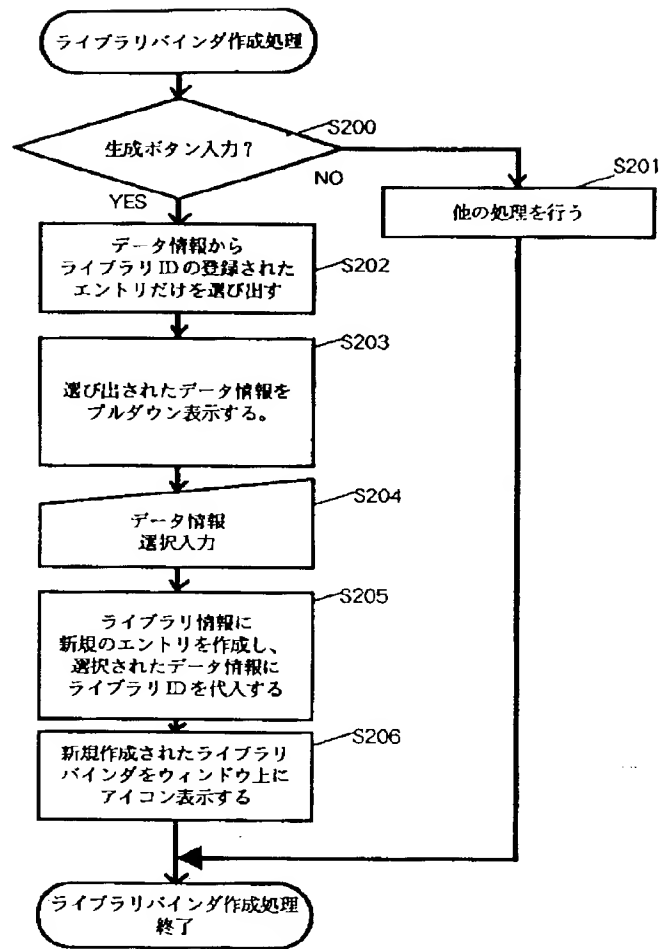 ライブラリバインダ作成処理
S200
生成ボタン入力？
YES
NO
S201
他の処理を行う
データ情報から
ライブラリIDの登録された
エントリだけを選び出す
S202
S203
選び出されたデータ情報を
プルダウン表示する。
S204
データ情報
選択入力
S205
ライブラリ情報に
新規のエントリを作成し、
選択されたデータ情報に
ライブラリIDを代入する
S206
新規作成されたライブラリ
バインダをウィンドウ上に
アイコン表示する
ライブラリバインダ作成処理
終了